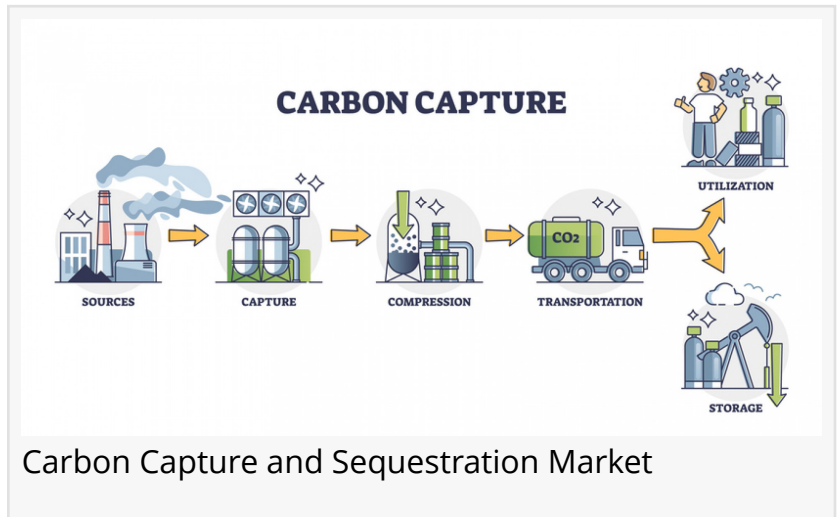 CARBON CAPTURE
SOURCES
CAPTURE
COMPRESSION
CO2
TRANSPORTATION
UTILIZATION
STORAGE
Carbon Capture and Sequestration Market